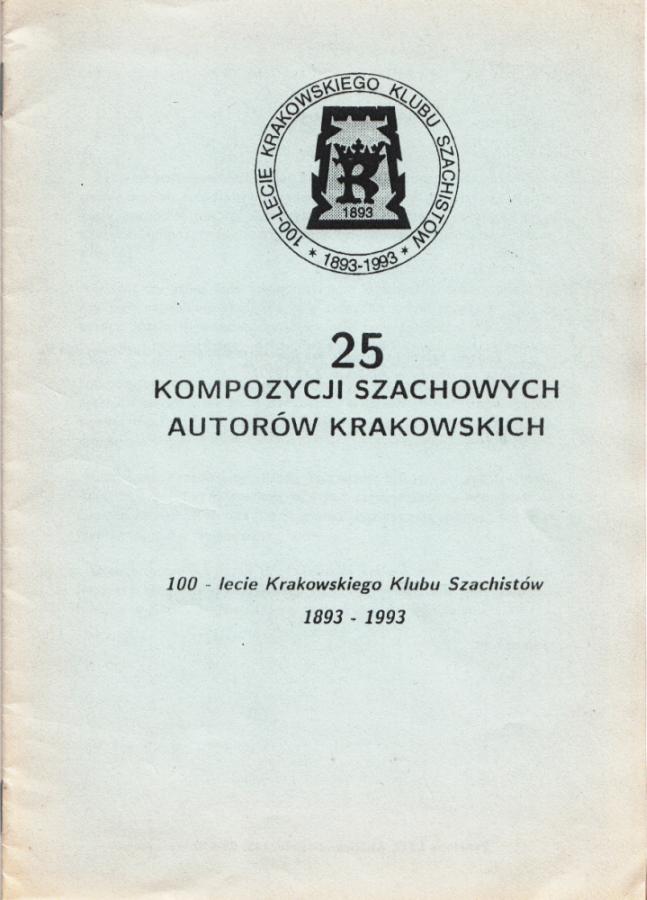 100-LECIE KRAKOWSKIEGO KLUBU SZACHISTÓW
K
1893
* 1893-1993 *
25
KOMPOZYCJI SZACHOWYCH
AUTORÓW KRAKOWSKICH
100 - lecie Krakowskiego Klubu Szachistów
1893 - 1993